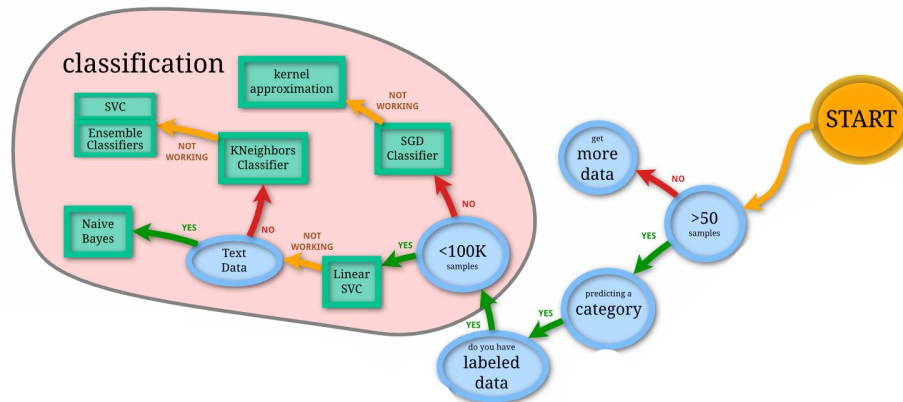 classification
kernel
approximation
NOT
WORKING
SVC
Ensemble
Classifiers
NOT
WORKING
KNeighbors
Classifier
SGD
Classifier
START
get
more
data
NO
>50
samples
YES
NO
Naive
Bayes
YES
NO
Text
Data
NOT
WORKING
Linear
SVC
YES
<100K
samples
predicting a
category
YES
YES
do you have
labeled
data